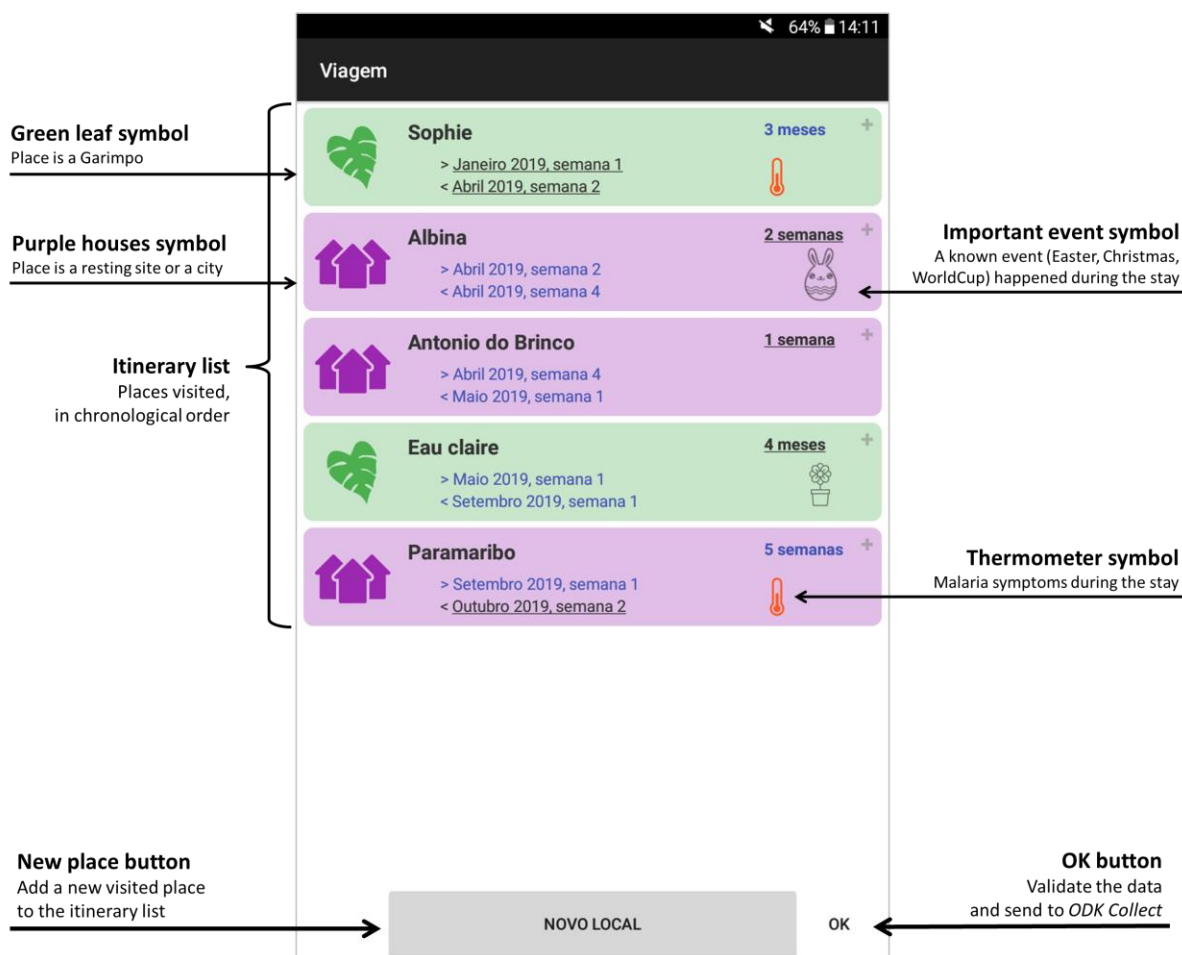 64% 14:11
Viagem
Green leaf symbol
Place is a Garimpo
Purple houses symbol
Place is a resting site or a city
Itinerary list
Places visited,
in chronological order
Sophie
3 meses
+
> Janeiro 2019, semana 1
< Abril 2019, semana 2
Albina
2 semanas
+
> Abril 2019, semana 2
< Abril 2019, semana 4
Antonio do Brinco
1 semana
+
> Abril 2019, semana 4
< Maio 2019, semana 1
Eau claire
4 meses
+
> Maio 2019, semana 1
< Setembro 2019, semana 1
Paramaribo
5 semanas
+
> Setembro 2019, semana 1
< Outubro 2019, semana 2
Important event symbol
A known event (Easter, Christmas,
WorldCup) happened during the stay
Thermometer symbol
Malaria symptoms during the stay
New place button
Add a new visited place
to the itinerary list
NOVO LOCAL
OK
OK button
Validate the data
and send to ODK Collect